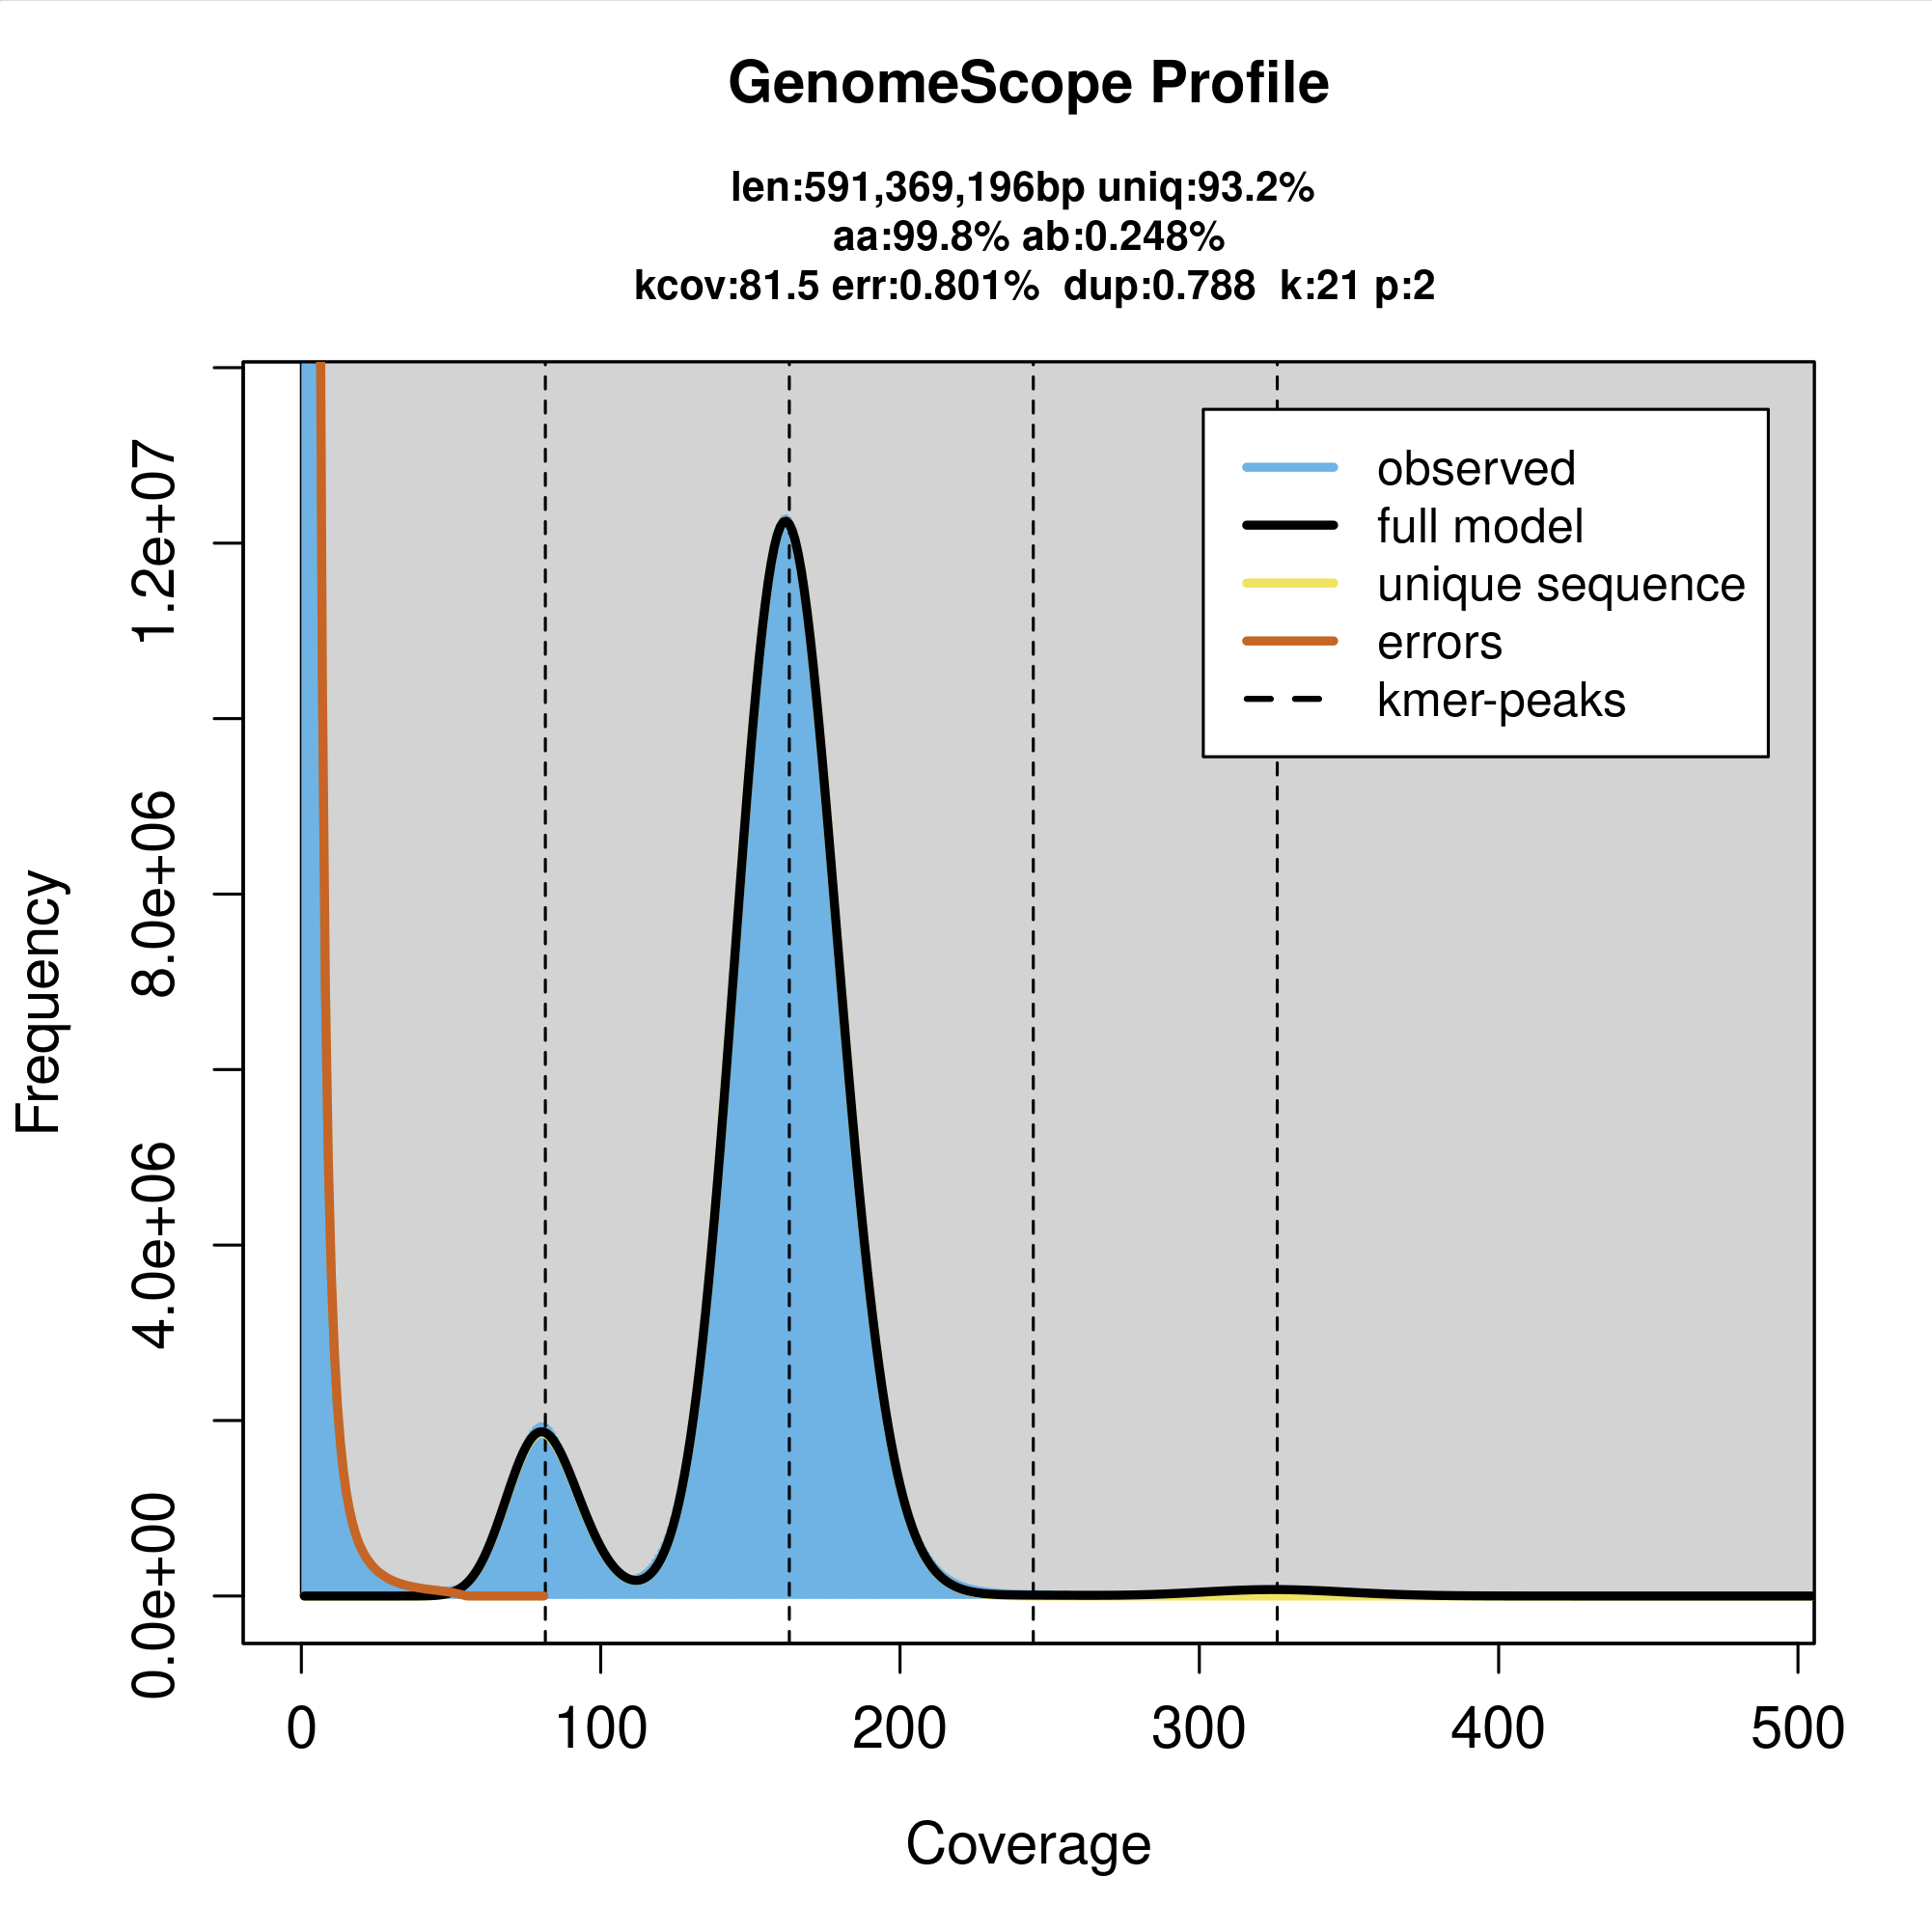 GenomeScope Profile
len:591,369,196bp uniq:93.2%
aa:99.8% ab:0.248%
kcov:81.5 err:0.801%  dup:0.788  k:21 p:2
observed
full model
unique sequence
errors
kmer-peaks
Frequency
1.2e+07
8.0e+06
4.0e+06
0.0e+00
0 100 200 300 400 500
Coverage